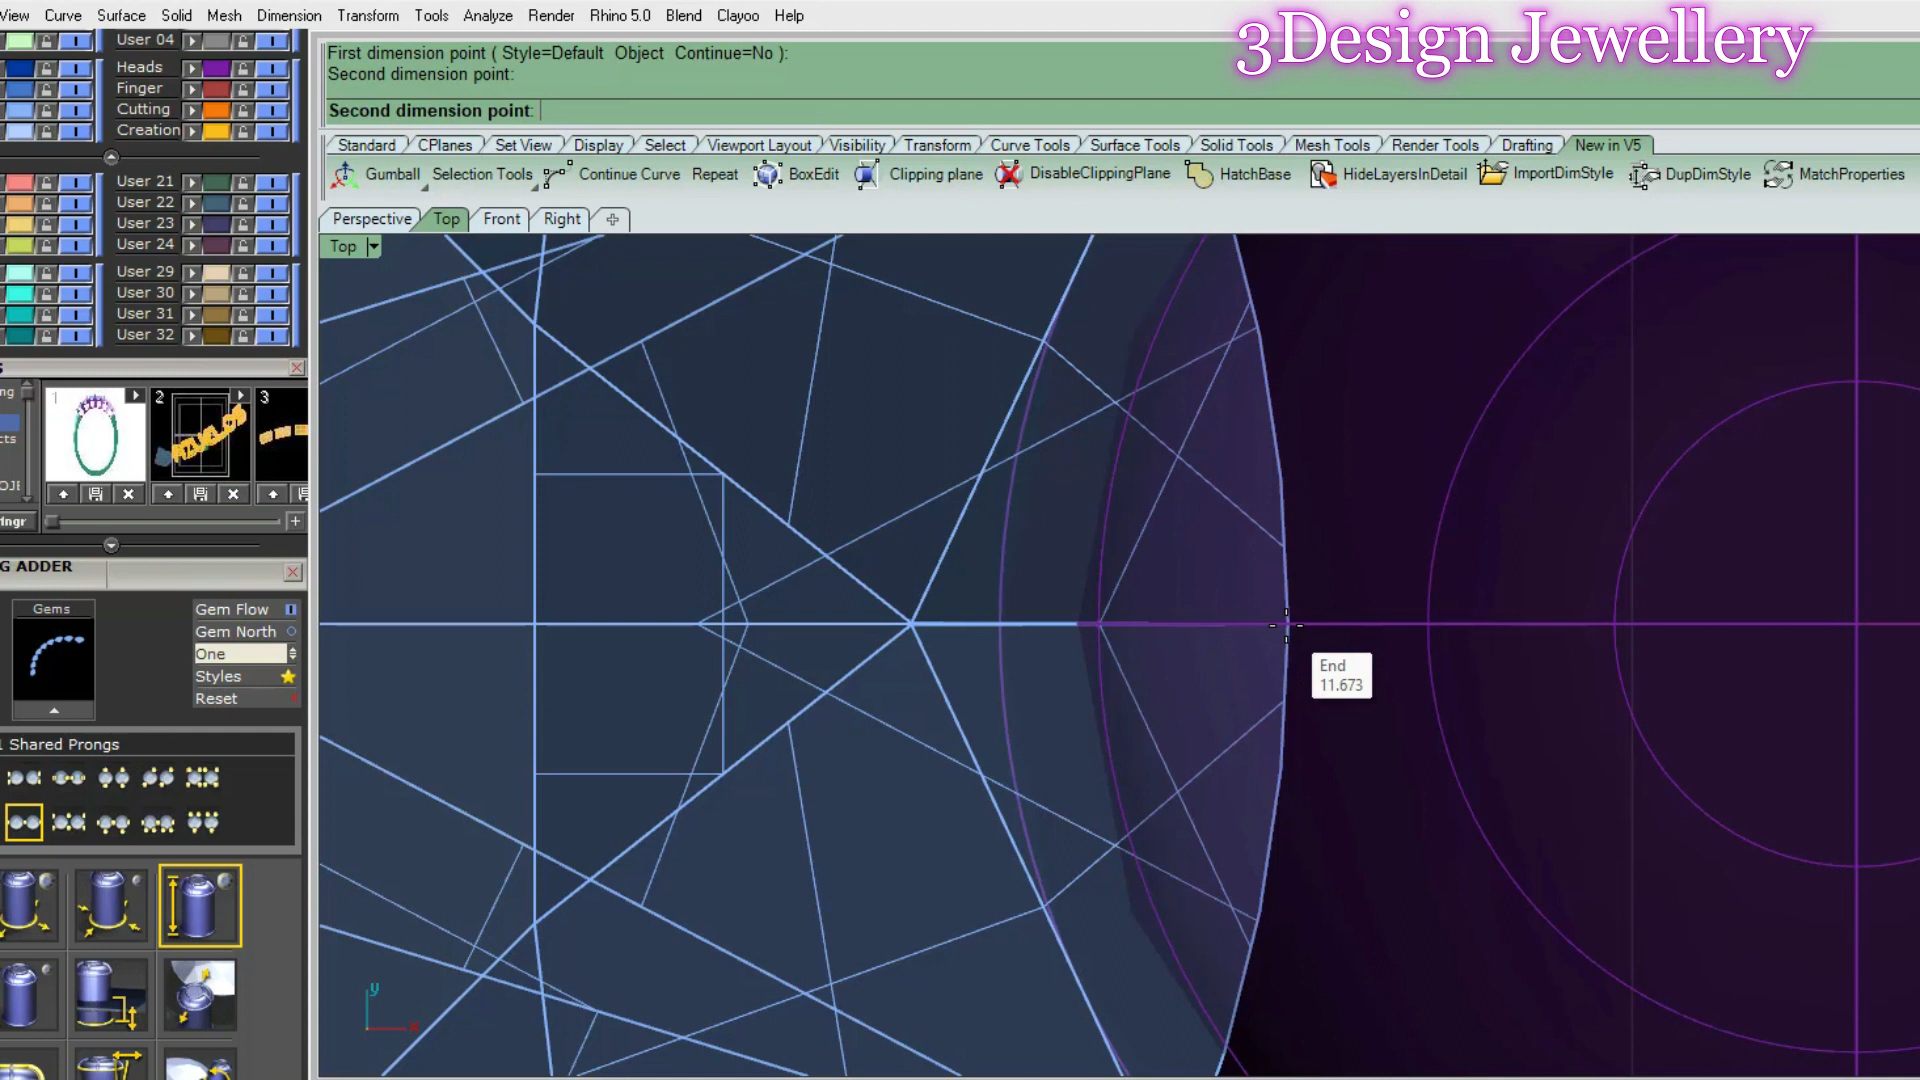 View Curve Surface Solid Mesh Dimension Transform Tools Analyze Render Rhino 5.0 Blend Clayoo Help
3Design Jewellery
User 04
Heads
Finger
Cutting
Creation
User 21
User 22
User 23
User 24
User 29
User 30
User 31
User 32
First dimension point ( Style=Default Object Continue=No ):
Second dimension point:
Second dimension point:
Standard CPlanes Set View Display Select Viewport Layout Visibility Transform Curve Tools Surface Tools Solid Tools Mesh Tools Render Tools Drafting New in V5
Gumball Selection Tools Continue Curve Repeat BoxEdit Clipping plane DisableClippingPlane HatchBase HideLayersInDetail ImportDimStyle DupDimStyle MatchProperties
Perspective Top Front Right
Top
1 2 3
G ADDER
Gems
Gem Flow
Gem North
One
Styles
Reset
Shared Prongs
End
11.673
y
x